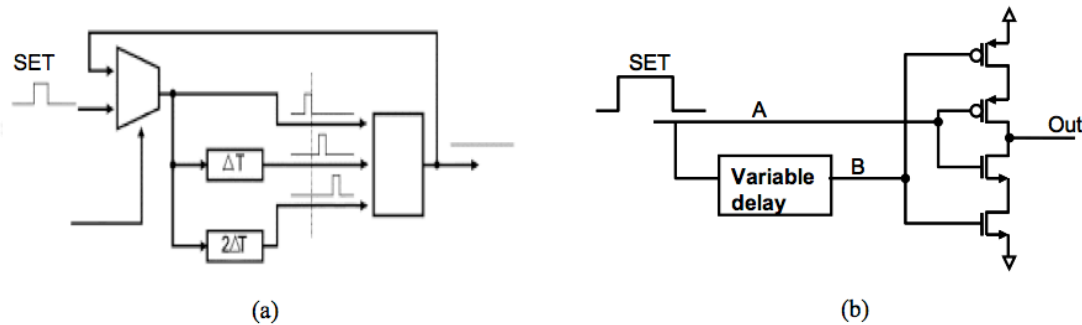 SET
ΔT
2ΔT
(a)
SET
A
Variable
delay
B
Out
(b)